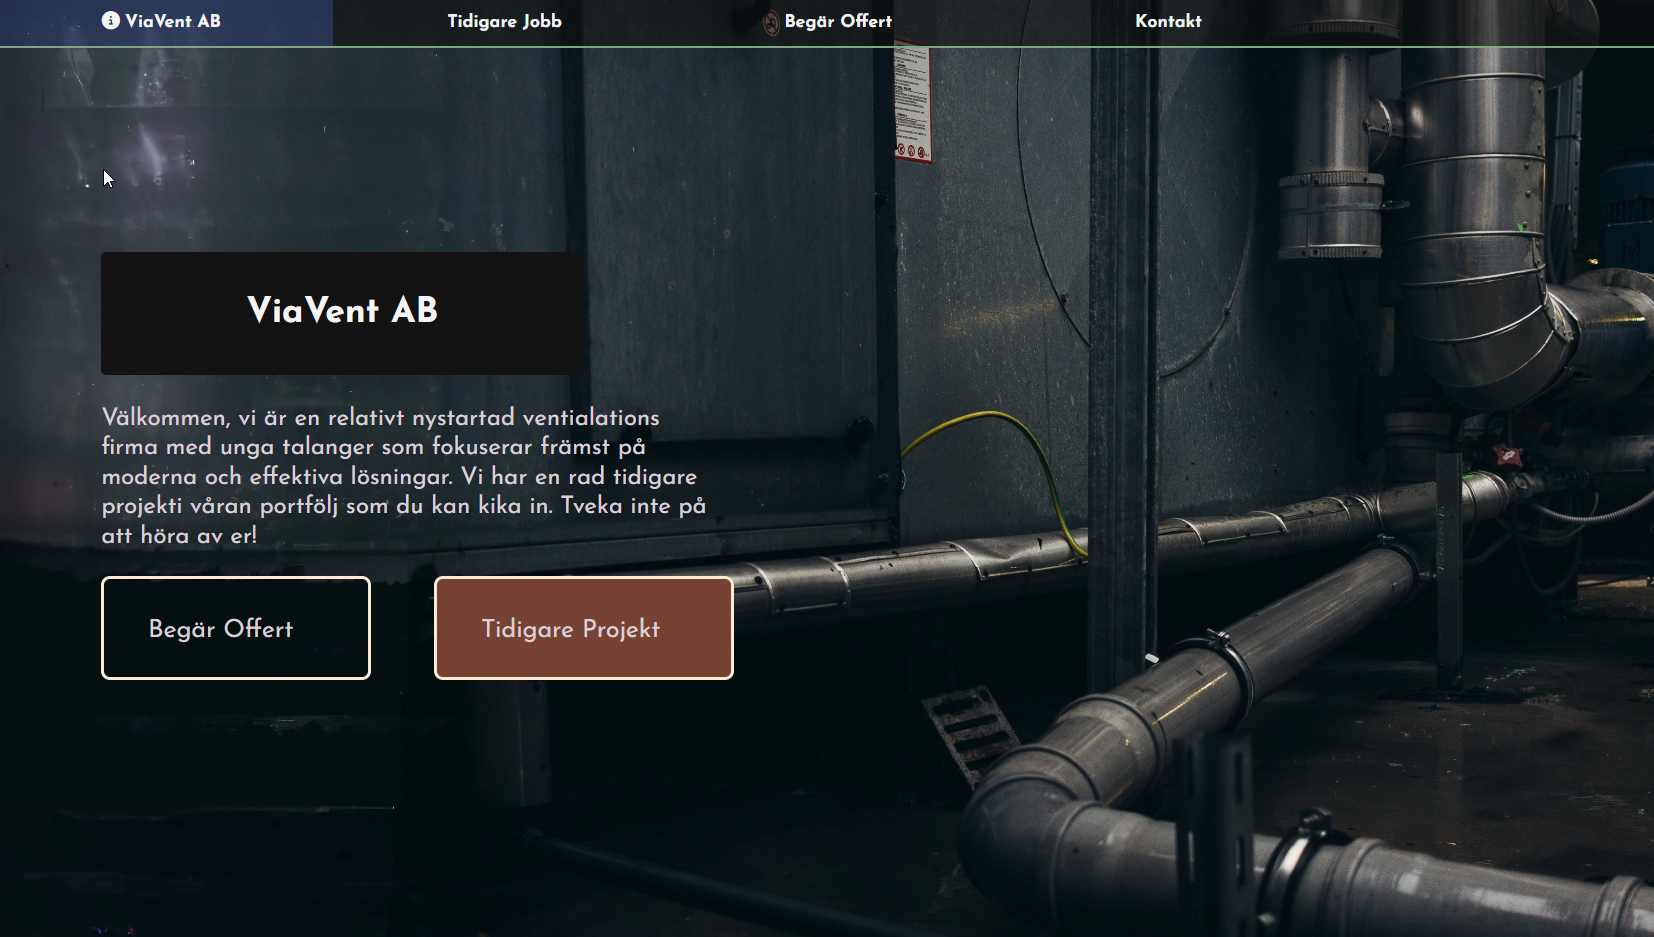 ViaVent AB
Tidigare Jobb
Begär Offert
Kontakt
ViaVent AB
Välkommen, vi är en relativt nystartad ventialations
firma med unga talanger som fokuserar främst på
moderna och effektiva lösningar. Vi har en rad tidigare
projekti våran portfölj som du kan kika in. Tveka inte på
att höra av er!
Begär Offert
Tidigare Projekt